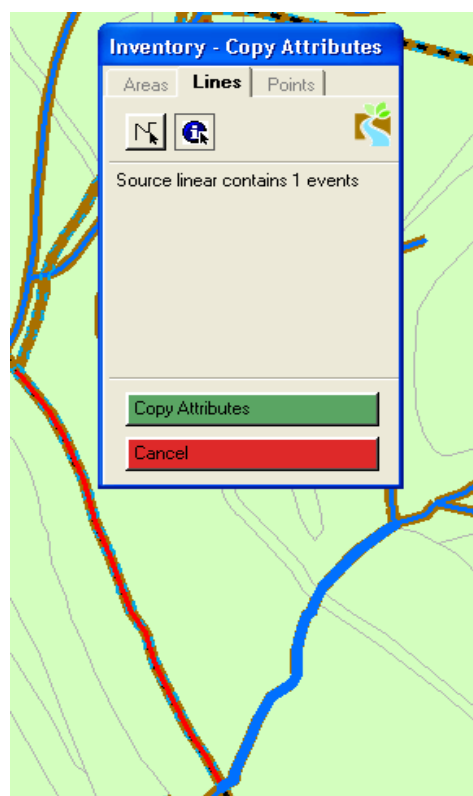 Inventory - Copy Attributes
Areas Lines Points
Source linear contains 1 events
Copy Attributes
Cancel